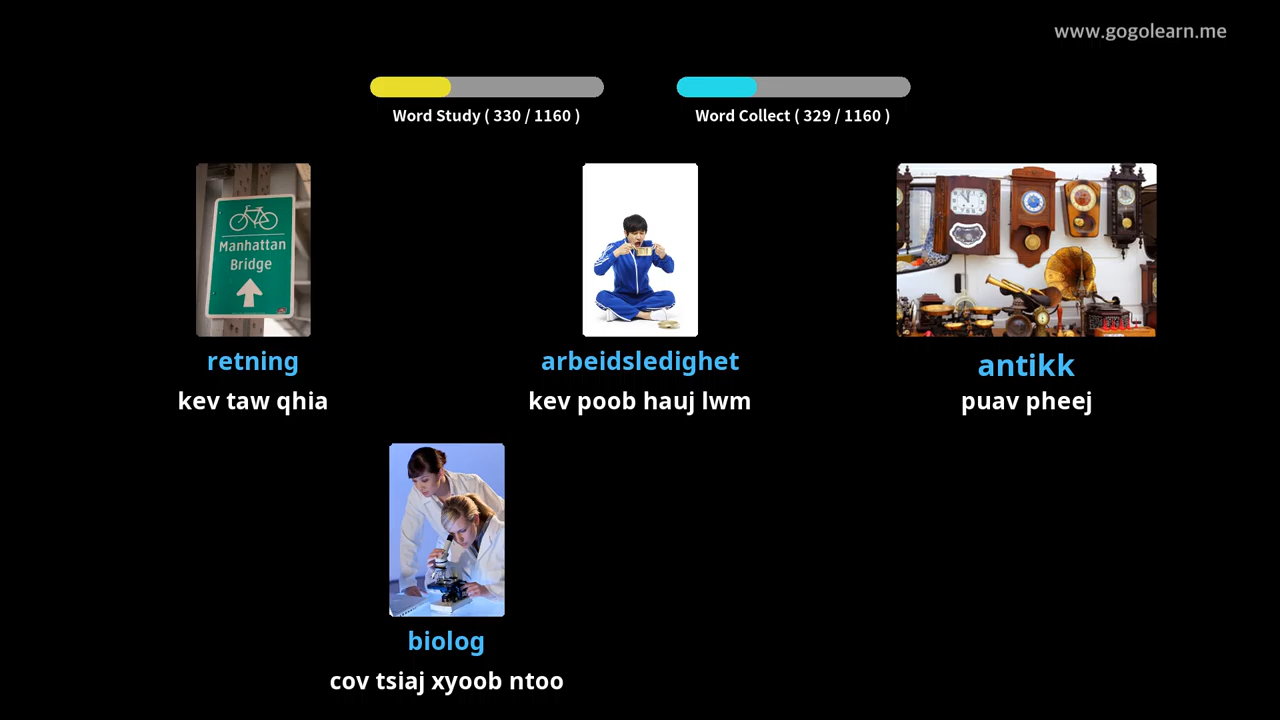 www.gogolearn.me
Word Study ( 330 / 1160 )
Word Collect ( 329 / 1160 )
Manhattan
Bridge
retning
kev taw qhia
arbeidsledighet
kev poob hauj lwm
antikk
puav pheej
biolog
cov tsiaj xyoob ntoo